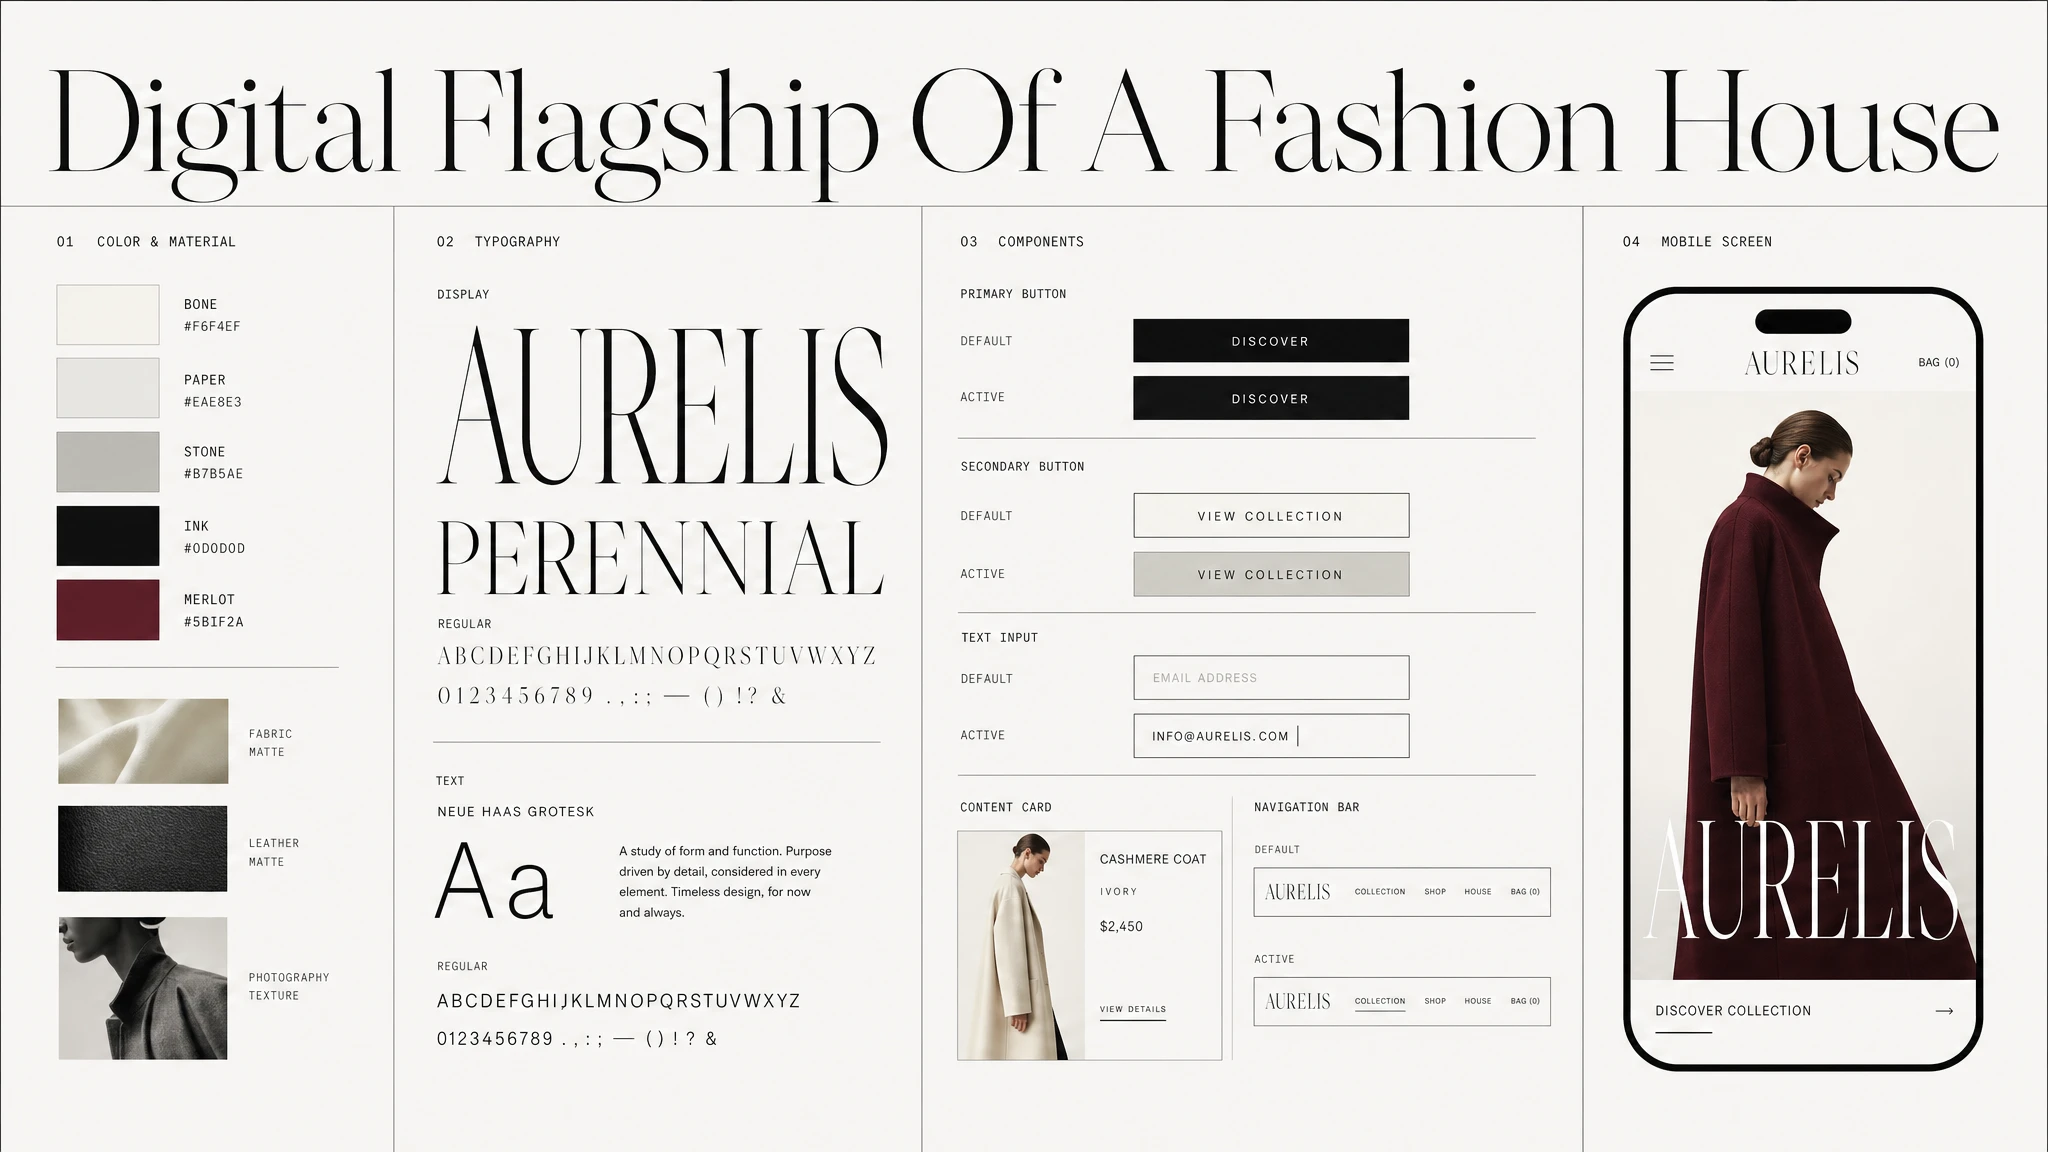 Digital Flagship Of A Fashion House
01 COLOR & MATERIAL
BONE
#F6F4EF
PAPER
#EAE8E3
STONE
#B7B5AE
INK
#0D0D0D
MERLOT
#5BIF2A
FABRIC
MATTE
LEATHER
MATTE
PHOTOGRAPHY
TEXTURE
02 TYPOGRAPHY
DISPLAY
AURELIS
PERENNIAL
REGULAR
ABCDEFGHIJKLMNOPQRSTUVWXYZ
0123456789 . , : ; — ( ) ! ? &
TEXT
NEUE HAAS GROTESK
Aa
A study of form and function. Purpose
driven by detail, considered in every
element. Timeless design, for now
and always.
REGULAR
ABCDEFGHIJKLMNOPQRSTUVWXYZ
0123456789 . , : ; — ( ) ! ? &
03 COMPONENTS
PRIMARY BUTTON
DEFAULT
DISCOVER
ACTIVE
DISCOVER
SECONDARY BUTTON
DEFAULT
VIEW COLLECTION
ACTIVE
VIEW COLLECTION
TEXT INPUT
DEFAULT
EMAIL ADDRESS
ACTIVE
INFO@AURELIS.COM
CONTENT CARD
CASHMERE COAT
IVORY
$2,450
VIEW DETAILS
NAVIGATION BAR
DEFAULT
AURELIS COLLECTION SHOP HOUSE BAG (0)
ACTIVE
AURELIS COLLECTION SHOP HOUSE BAG (0)
04 MOBILE SCREEN
AURELIS BAG (0)
AURELIS
DISCOVER COLLECTION →